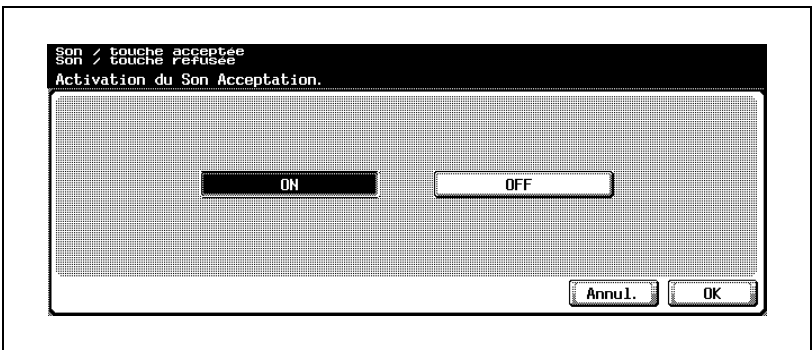 Son / touche acceptée
Son / touche refusée
Activation du Son Acceptation.
ON OFF
Annul. OK